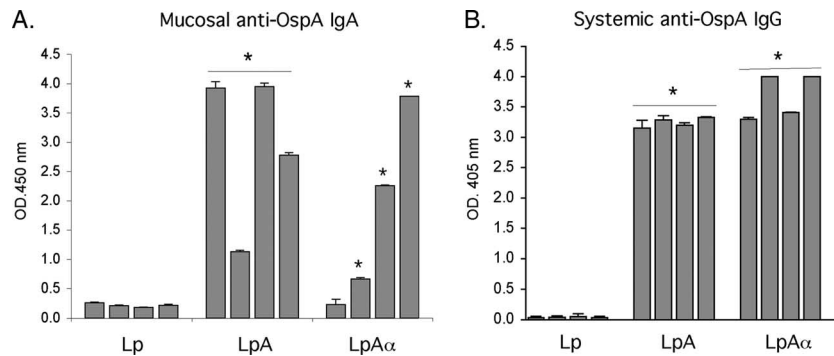 A.
Mucosal anti-OspA IgA
OD.450 nm
4.5
4.0
3.5
3.0
2.5
2.0
1.5
1.0
0.5
0.0
*
*
*
*
Lp
LpA
LpAα
B.
Systemic anti-OspA IgG
OD. 405 nm
4.5
4.0
3.5
3.0
2.5
2.0
1.5
1.0
0.5
0.0
*
*
Lp
LpA
LpAα